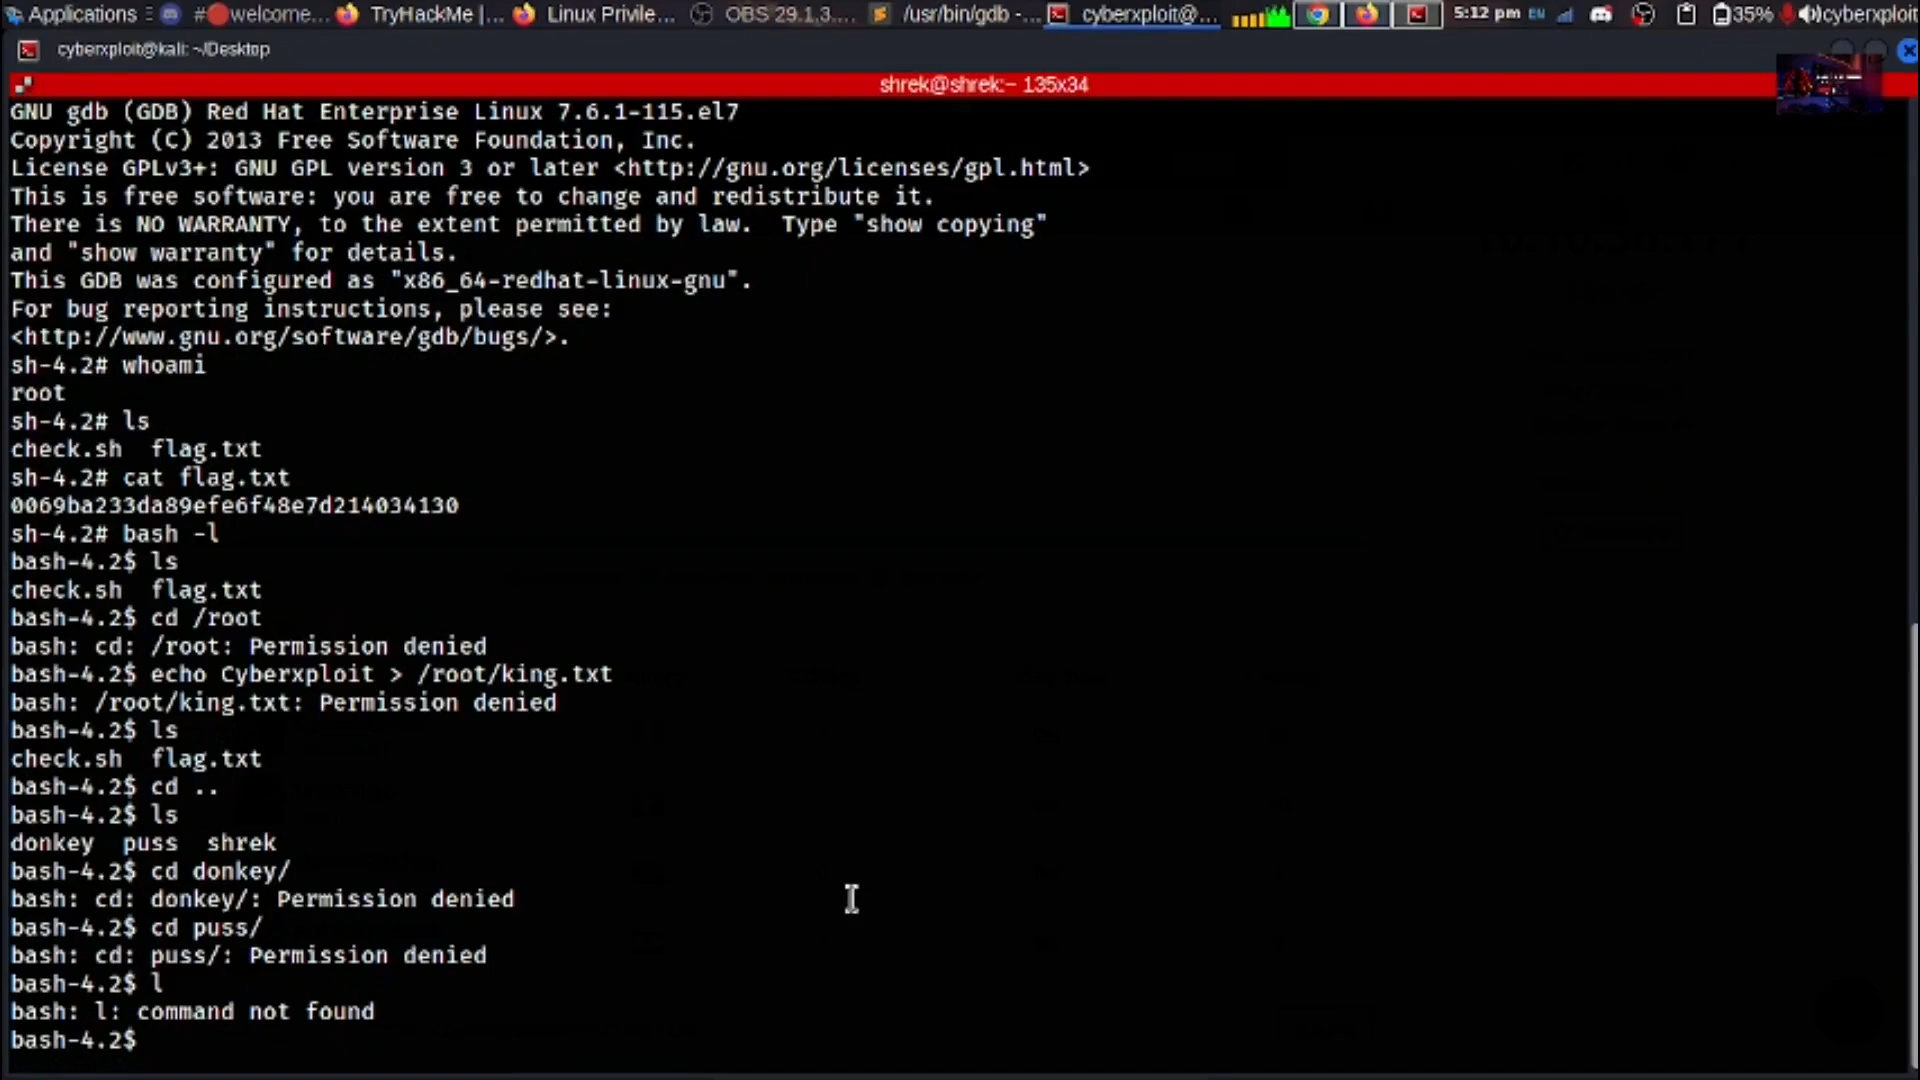 Applications
#🔴welcome...
TryHackMe |...
Linux Privile...
OBS 29.1.3....
/usr/bin/gdb -...
cyberxploit@...
5:12 pm
EN
35%
cyberxploit
cyberxploit@kali: ~/Desktop
shrek@shrek:~ 135x34
GNU gdb (GDB) Red Hat Enterprise Linux 7.6.1-115.el7
Copyright (C) 2013 Free Software Foundation, Inc.
License GPLv3+: GNU GPL version 3 or later <http://gnu.org/licenses/gpl.html>
This is free software: you are free to change and redistribute it.
There is NO WARRANTY, to the extent permitted by law.  Type "show copying"
and "show warranty" for details.
This GDB was configured as "x86_64-redhat-linux-gnu".
For bug reporting instructions, please see:
<http://www.gnu.org/software/gdb/bugs/>.
sh-4.2# whoami
root
sh-4.2# ls
check.sh  flag.txt
sh-4.2# cat flag.txt
0069ba233da89efe6f48e7d214034130
sh-4.2# bash -l
bash-4.2$ ls
check.sh  flag.txt
bash-4.2$ cd /root
bash: cd: /root: Permission denied
bash-4.2$ echo Cyberxploit > /root/king.txt
bash: /root/king.txt: Permission denied
bash-4.2$ ls
check.sh  flag.txt
bash-4.2$ cd ..
bash-4.2$ ls
donkey  puss  shrek
bash-4.2$ cd donkey/
bash: cd: donkey/: Permission denied
bash-4.2$ cd puss/
bash: cd: puss/: Permission denied
bash-4.2$ l
bash: l: command not found
bash-4.2$